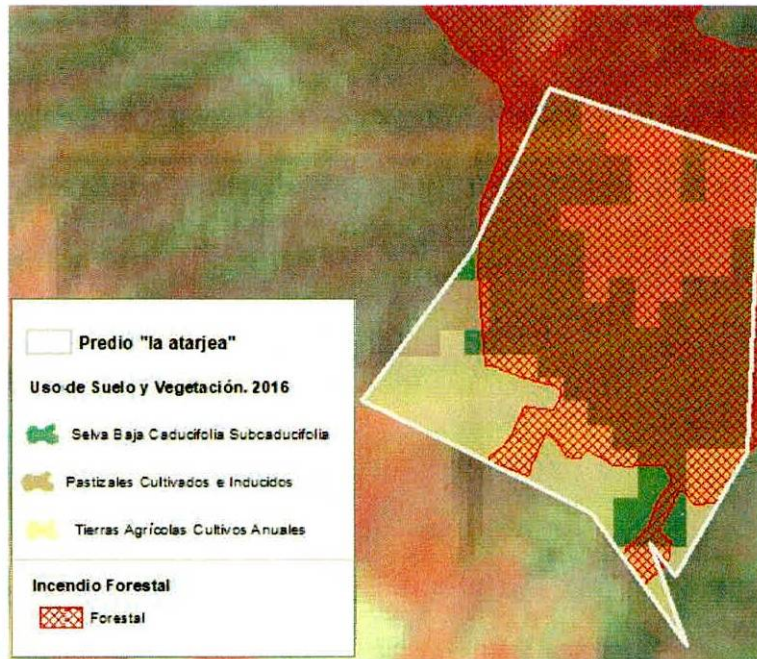 Predio "la atarjea"
Uso de Suelo y Vegetación. 2016
Selva Baja Caducifolia Subcaducifolia
Pastizales Cultivados e Inducidos
Tierras Agrícolas Cultivos Anuales
Incendio Forestal
Forestal